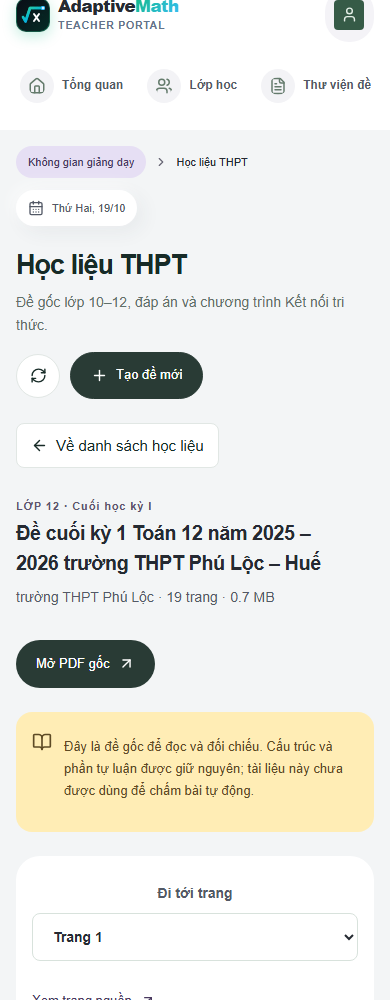 AdaptiveMath
TEACHER PORTAL
Tổng quan
Lớp học
Thư viện đề
Không gian giảng dạy
Học liệu THPT
Thứ Hai, 19/10
Học liệu THPT
Đề gốc lớp 10–12, đáp án và chương trình Kết nối tri
thức.
Tạo đề mới
Về danh sách học liệu
LỚP 12 · Cuối học kỳ I
Đề cuối kỳ 1 Toán 12 năm 2025 –
2026 trường THPT Phú Lộc – Huế
trường THPT Phú Lộc · 19 trang · 0.7 MB
Mở PDF gốc
Đây là đề gốc để đọc và đối chiếu. Cấu trúc và
phần tự luận được giữ nguyên; tài liệu này chưa
được dùng để chấm bài tự động.
Đi tới trang
Trang 1
Xem trang nguồn